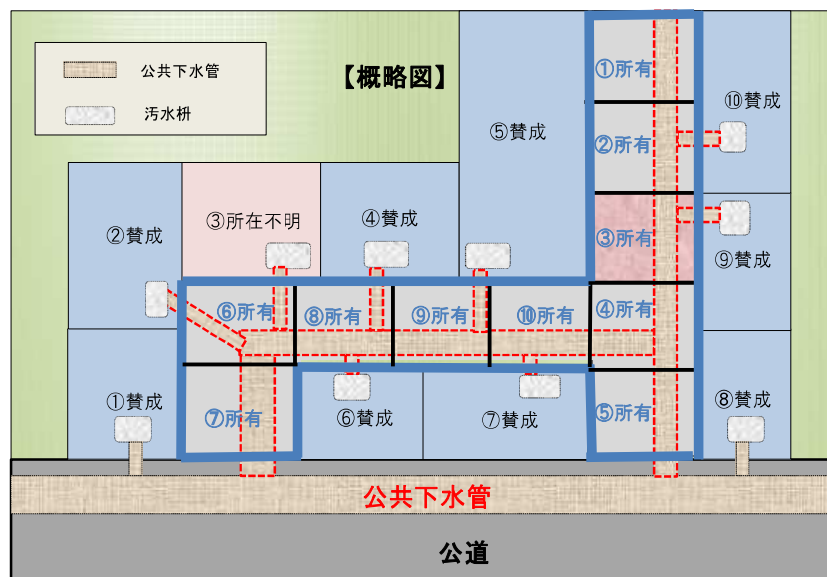 公共下水管
汚水枡
【概略図】
①所有
⑩賛成
⑤賛成
②所有
③所在不明
④賛成
②賛成
③所有
⑨賛成
⑥所有
⑧所有
⑨所有
⑩所有
④所有
①賛成
⑦所有
⑥賛成
⑦賛成
⑤所有
⑧賛成
公共下水管
公道